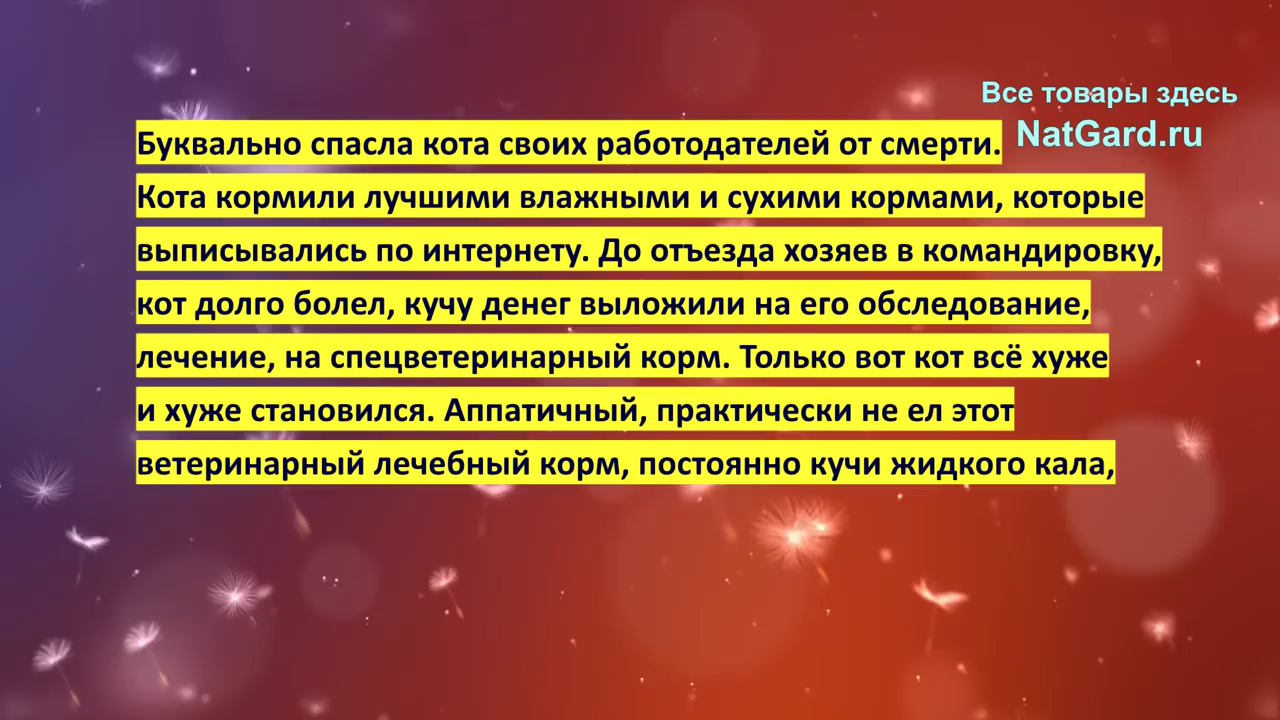 Все товары здесь
NatGard.ru
Буквально спасла кота своих работодателей от смерти.
Кота кормили лучшими влажными и сухими кормами, которые
выписывались по интернету. До отъезда хозяев в командировку,
кот долго болел, кучу денег выложили на его обследование,
лечение, на спецветеринарный корм. Только вот кот всё хуже
и хуже становился. Аппатичный, практически не ел этот
ветеринарный лечебный корм, постоянно кучи жидкого кала,